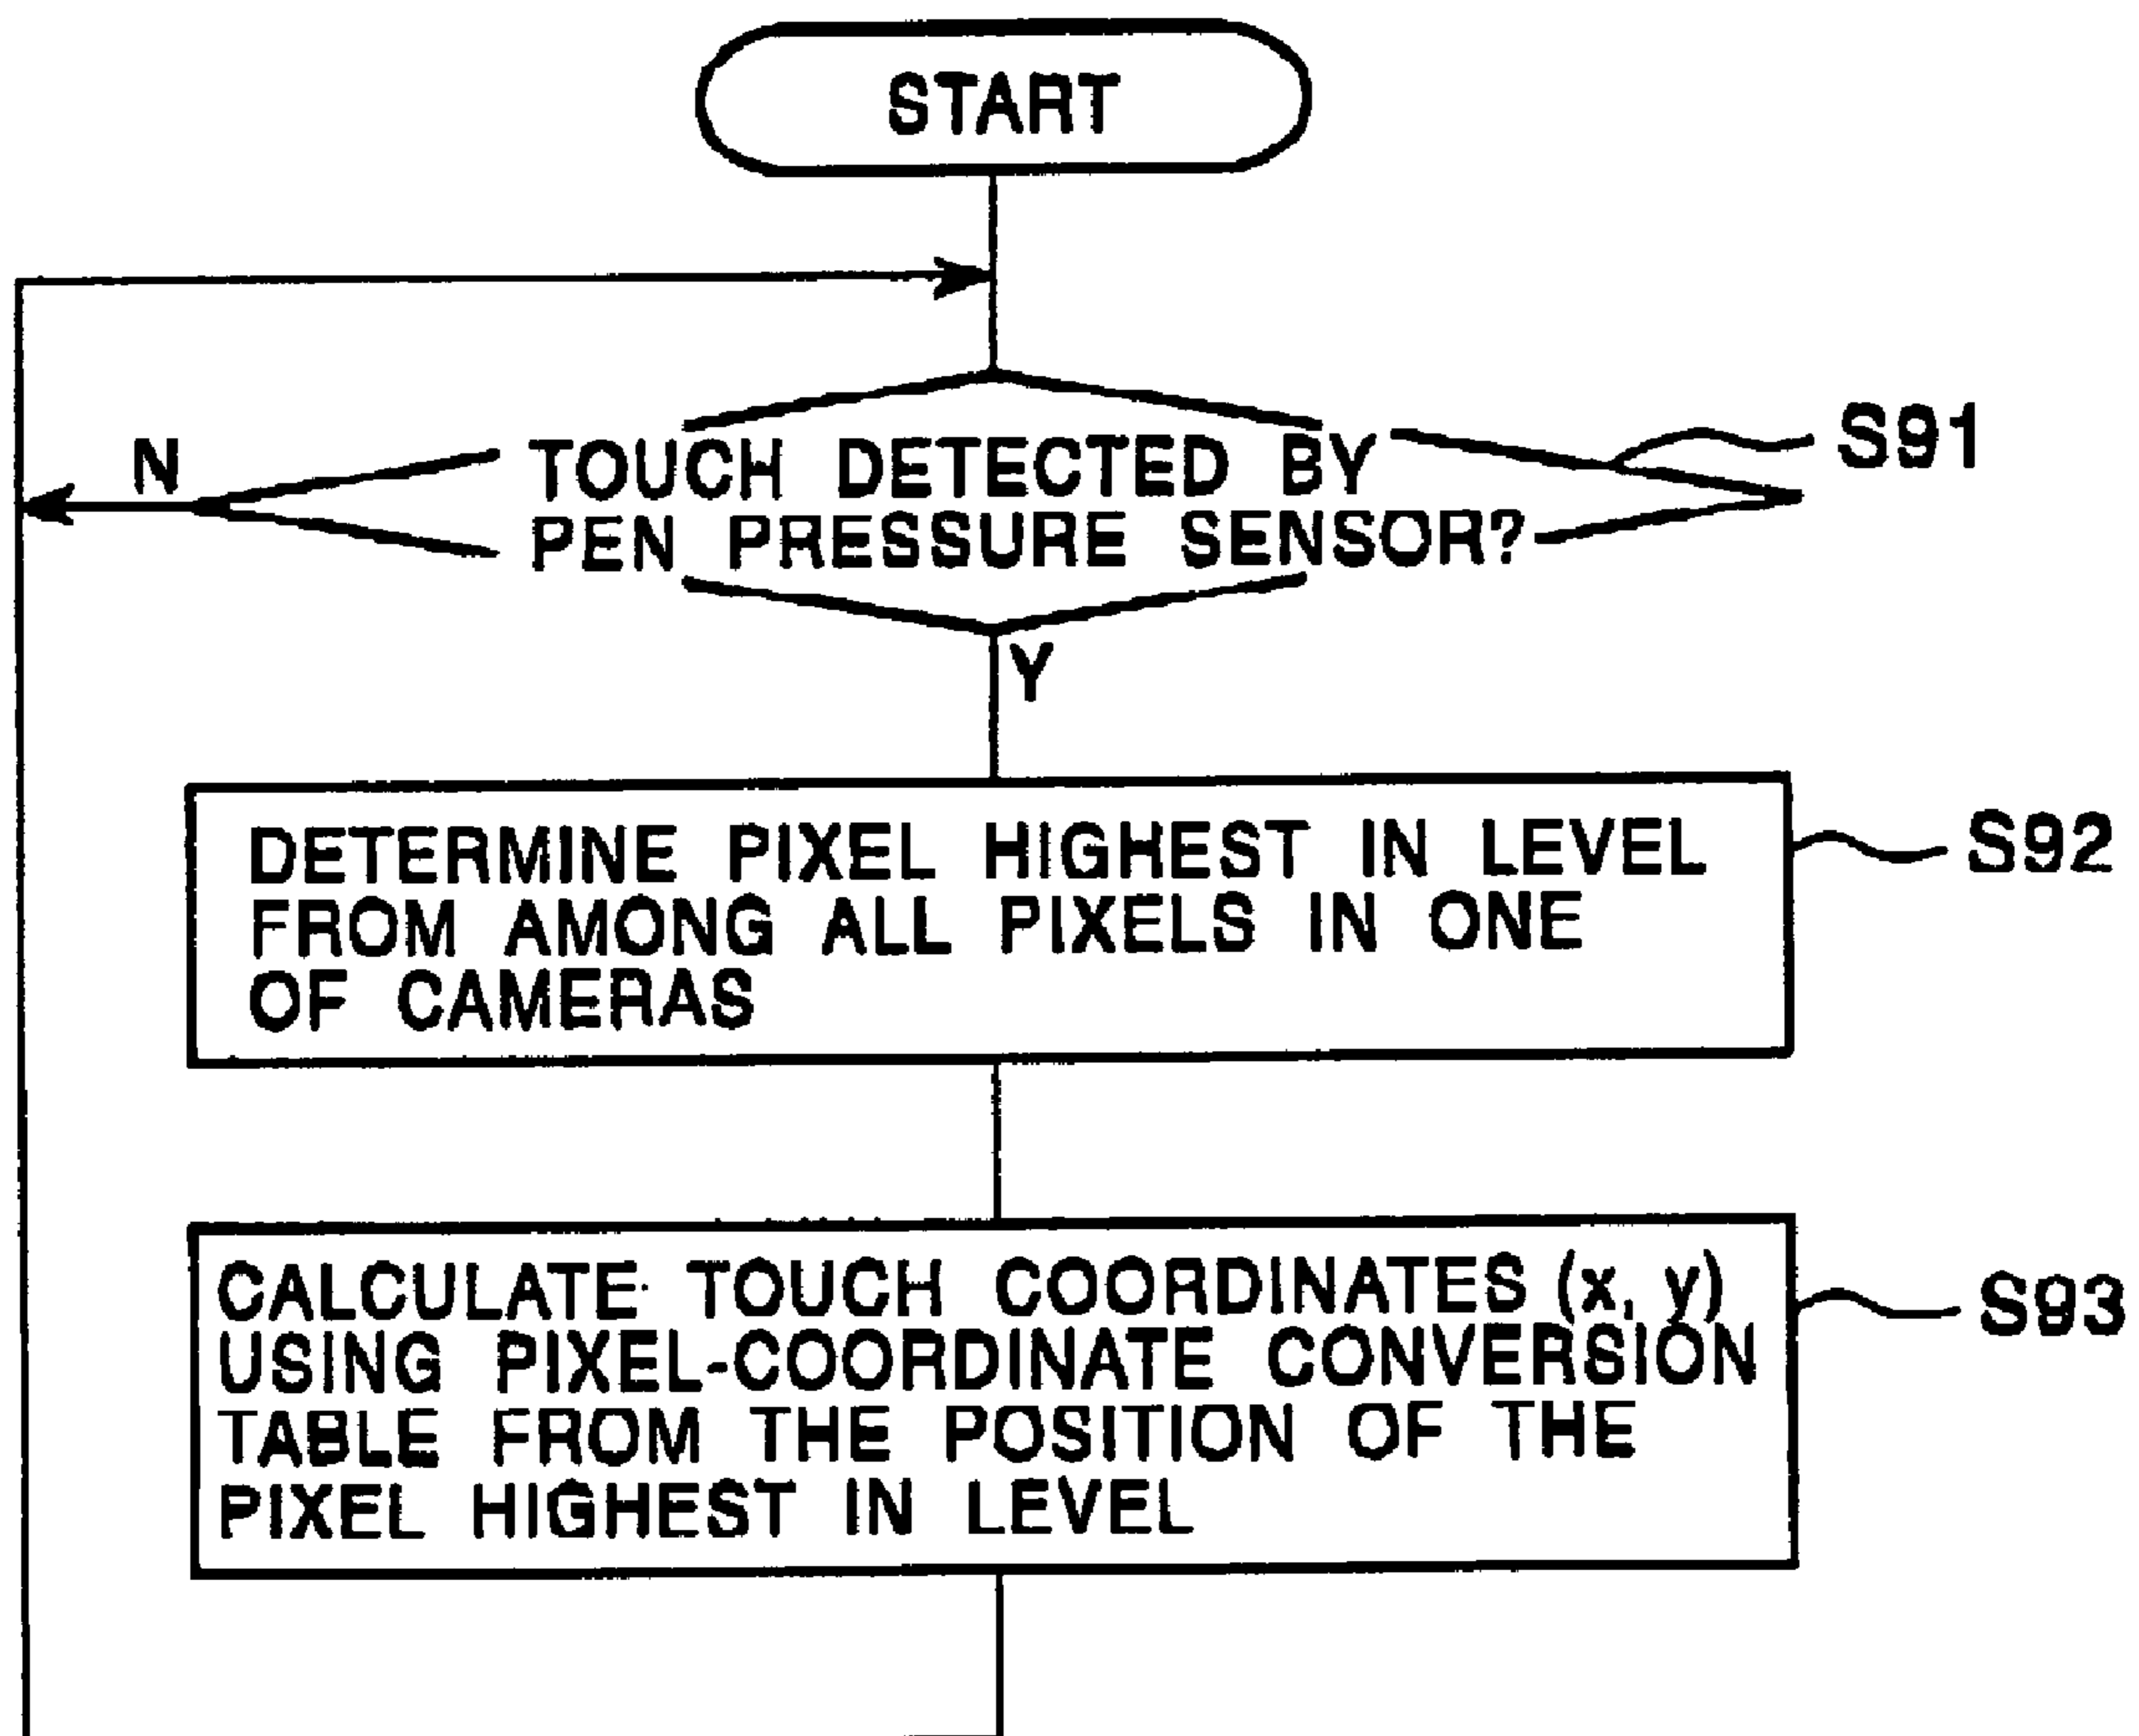 START
N
TOUCH DETECTED BY
PEN PRESSURE SENSOR?
S91
Y
DETERMINE PIXEL HIGHEST IN LEVEL
FROM AMONG ALL PIXELS IN ONE
OF CAMERAS
S92
CALCULATE TOUCH COORDINATES (x, y)
USING PIXEL-COORDINATE CONVERSION
TABLE FROM THE POSITION OF THE
PIXEL HIGHEST IN LEVEL
S93